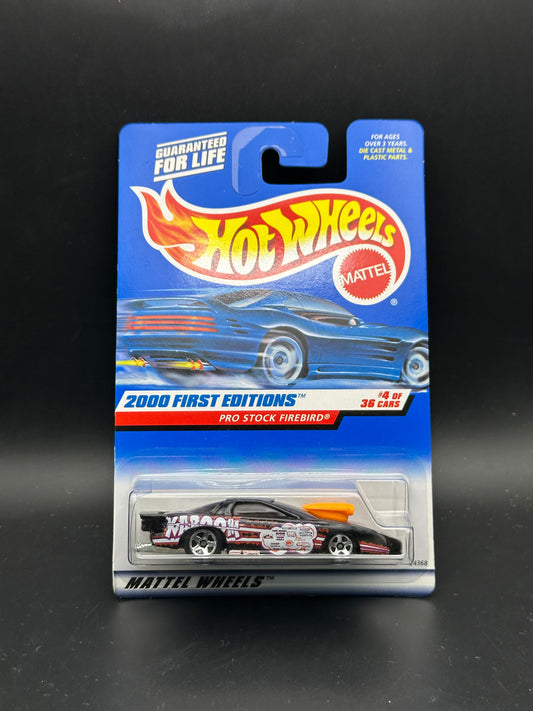 GUARANTEED
FOR LIFE
FOR AGES
OVER 3 YEARS.
DIE CAST METAL &
PLASTIC PARTS.
HOT WHEELS
MATTEL
®
2000 FIRST EDITIONS™
#4 OF
36 CARS
PRO STOCK FIREBIRD®
KABOOM
24368
MATTEL WHEELS™